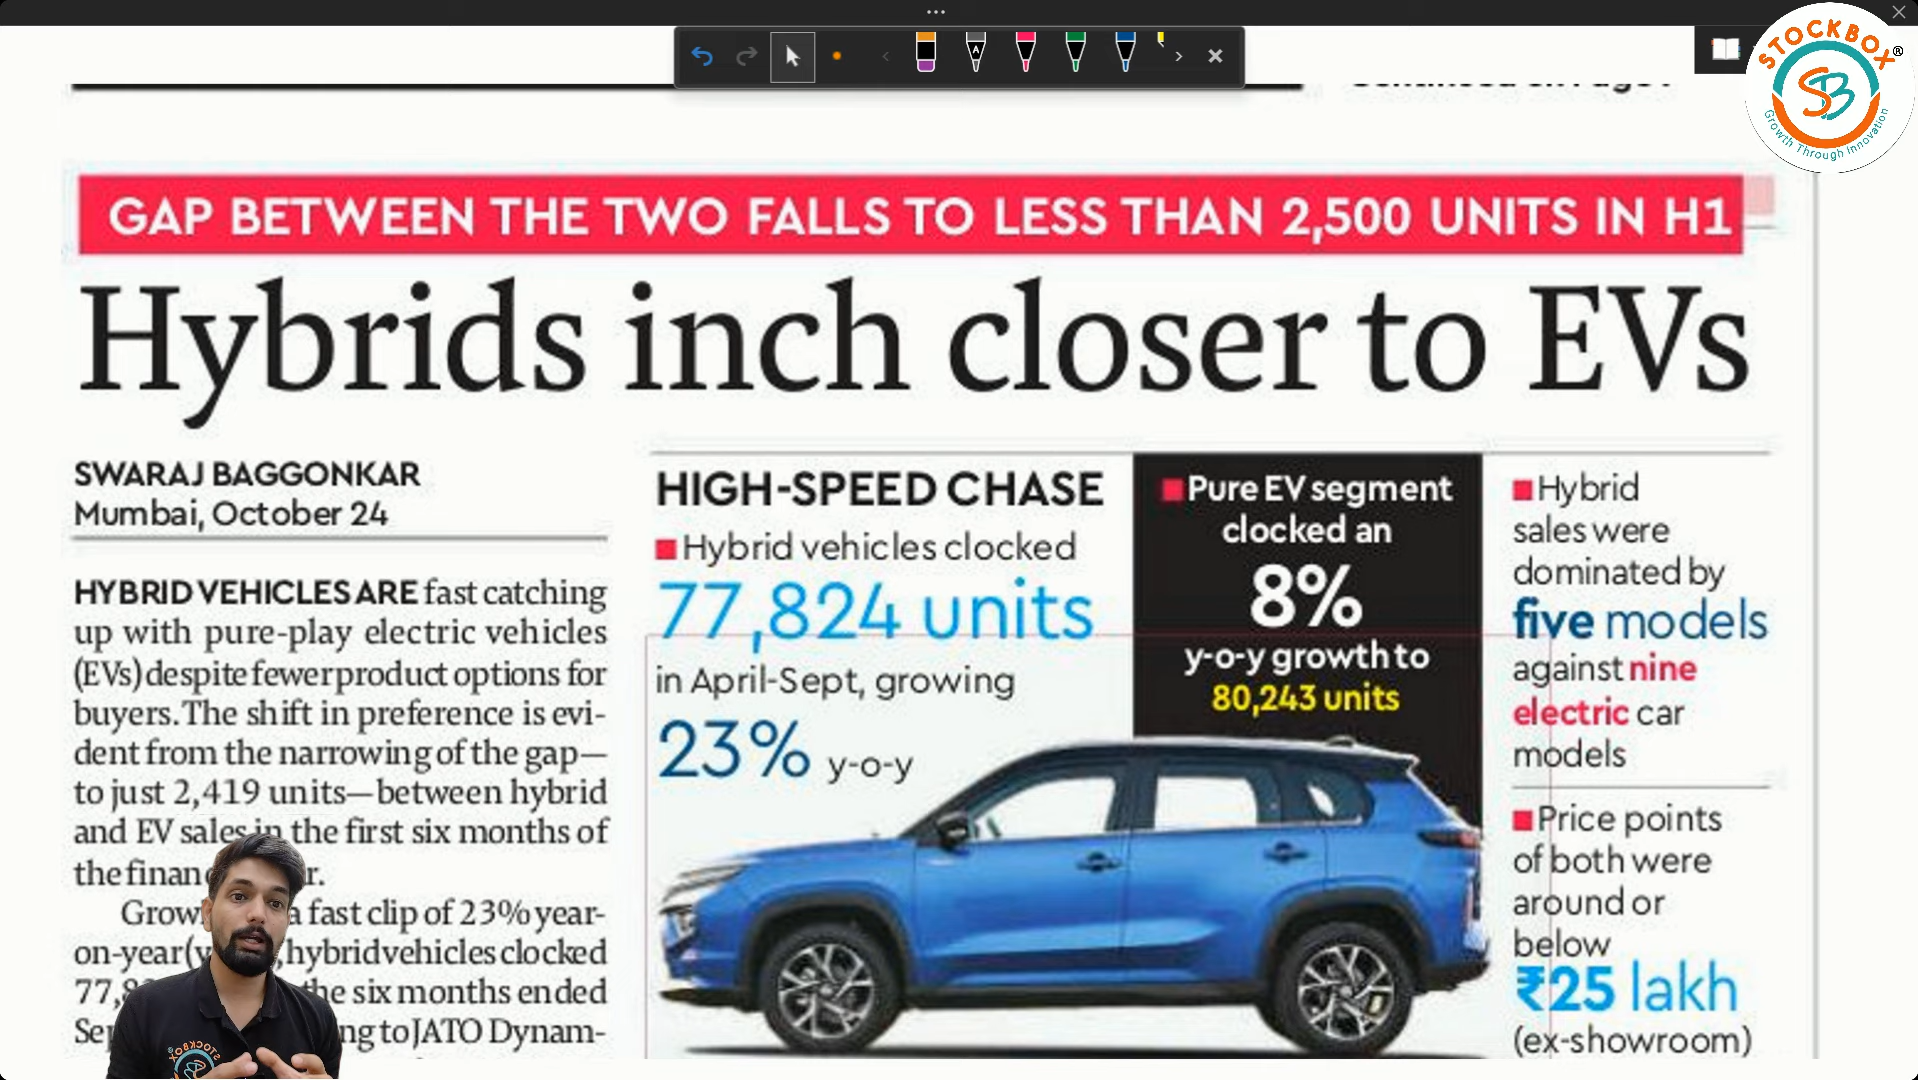 STOCKBOX®
SB
Growth Through Innovation
GAP BETWEEN THE TWO FALLS TO LESS THAN 2,500 UNITS IN H1
Hybrids inch closer to EVs
SWARAJ BAGGONKAR
Mumbai, October 24
HYBRID VEHICLES ARE fast catching
up with pure-play electric vehicles
(EVs) despite fewer product options for
buyers. The shift in preference is evi-
dent from the narrowing of the gap—
to just 2,419 units—between hybrid
and EV sales in the first six months of
the
a fast clip of 23% year-
on-year hybrid vehicles clocked
the six months ended
to JATO Dynam-
HIGH-SPEED CHASE
Hybrid vehicles clocked
77,824 units
in April-Sept, growing
23% y-o-y
Pure EV segment
clocked an
8%
y-o-y growth to
80,243 units
Hybrid
sales were
dominated by
five models
against nine
electric car
models
Price points
of both were
around or
below
₹25 lakh
(ex-showroom)